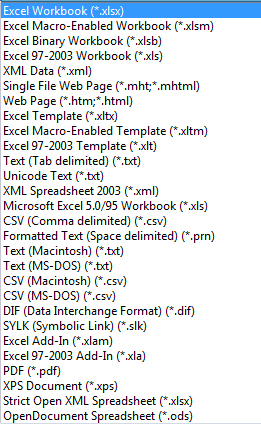 Excel Workbook (*.xlsx)
Excel Macro-Enabled Workbook (*.xlsm)
Excel Binary Workbook (*.xlsb)
Excel 97-2003 Workbook (*.xls)
XML Data (*.xml)
Single File Web Page (*.mht;*.mhtml)
Web Page (*.htm;*.html)
Excel Template (*.xltx)
Excel Macro-Enabled Template (*.xltm)
Excel 97-2003 Template (*.xlt)
Text (Tab delimited) (*.txt)
Unicode Text (*.txt)
XML Spreadsheet 2003 (*.xml)
Microsoft Excel 5.0/95 Workbook (*.xls)
CSV (Comma delimited) (*.csv)
Formatted Text (Space delimited) (*.prn)
Text (Macintosh) (*.txt)
Text (MS-DOS) (*.txt)
CSV (Macintosh) (*.csv)
CSV (MS-DOS) (*.csv)
DIF (Data Interchange Format) (*.dif)
SYLK (Symbolic Link) (*.slk)
Excel Add-In (*.xlam)
Excel 97-2003 Add-In (*.xla)
PDF (*.pdf)
XPS Document (*.xps)
Strict Open XML Spreadsheet (*.xlsx)
OpenDocument Spreadsheet (*.ods)